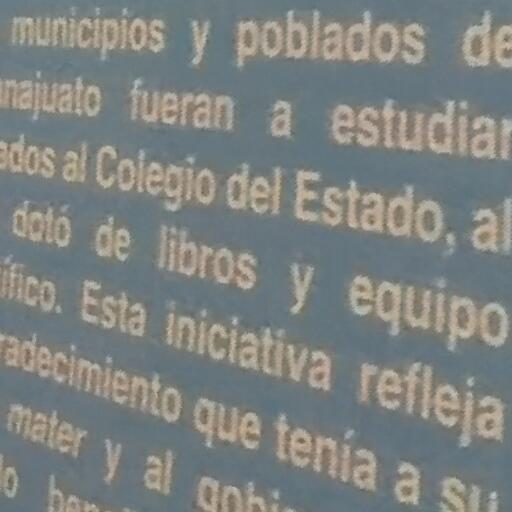 municipios y poblados de
najuato fueran a estudiar
ados al Colegio del Estado, al
dotó de libros y equipo
ífico. Esta iniciativa refleja
radecimiento que tenía a su
mater y al